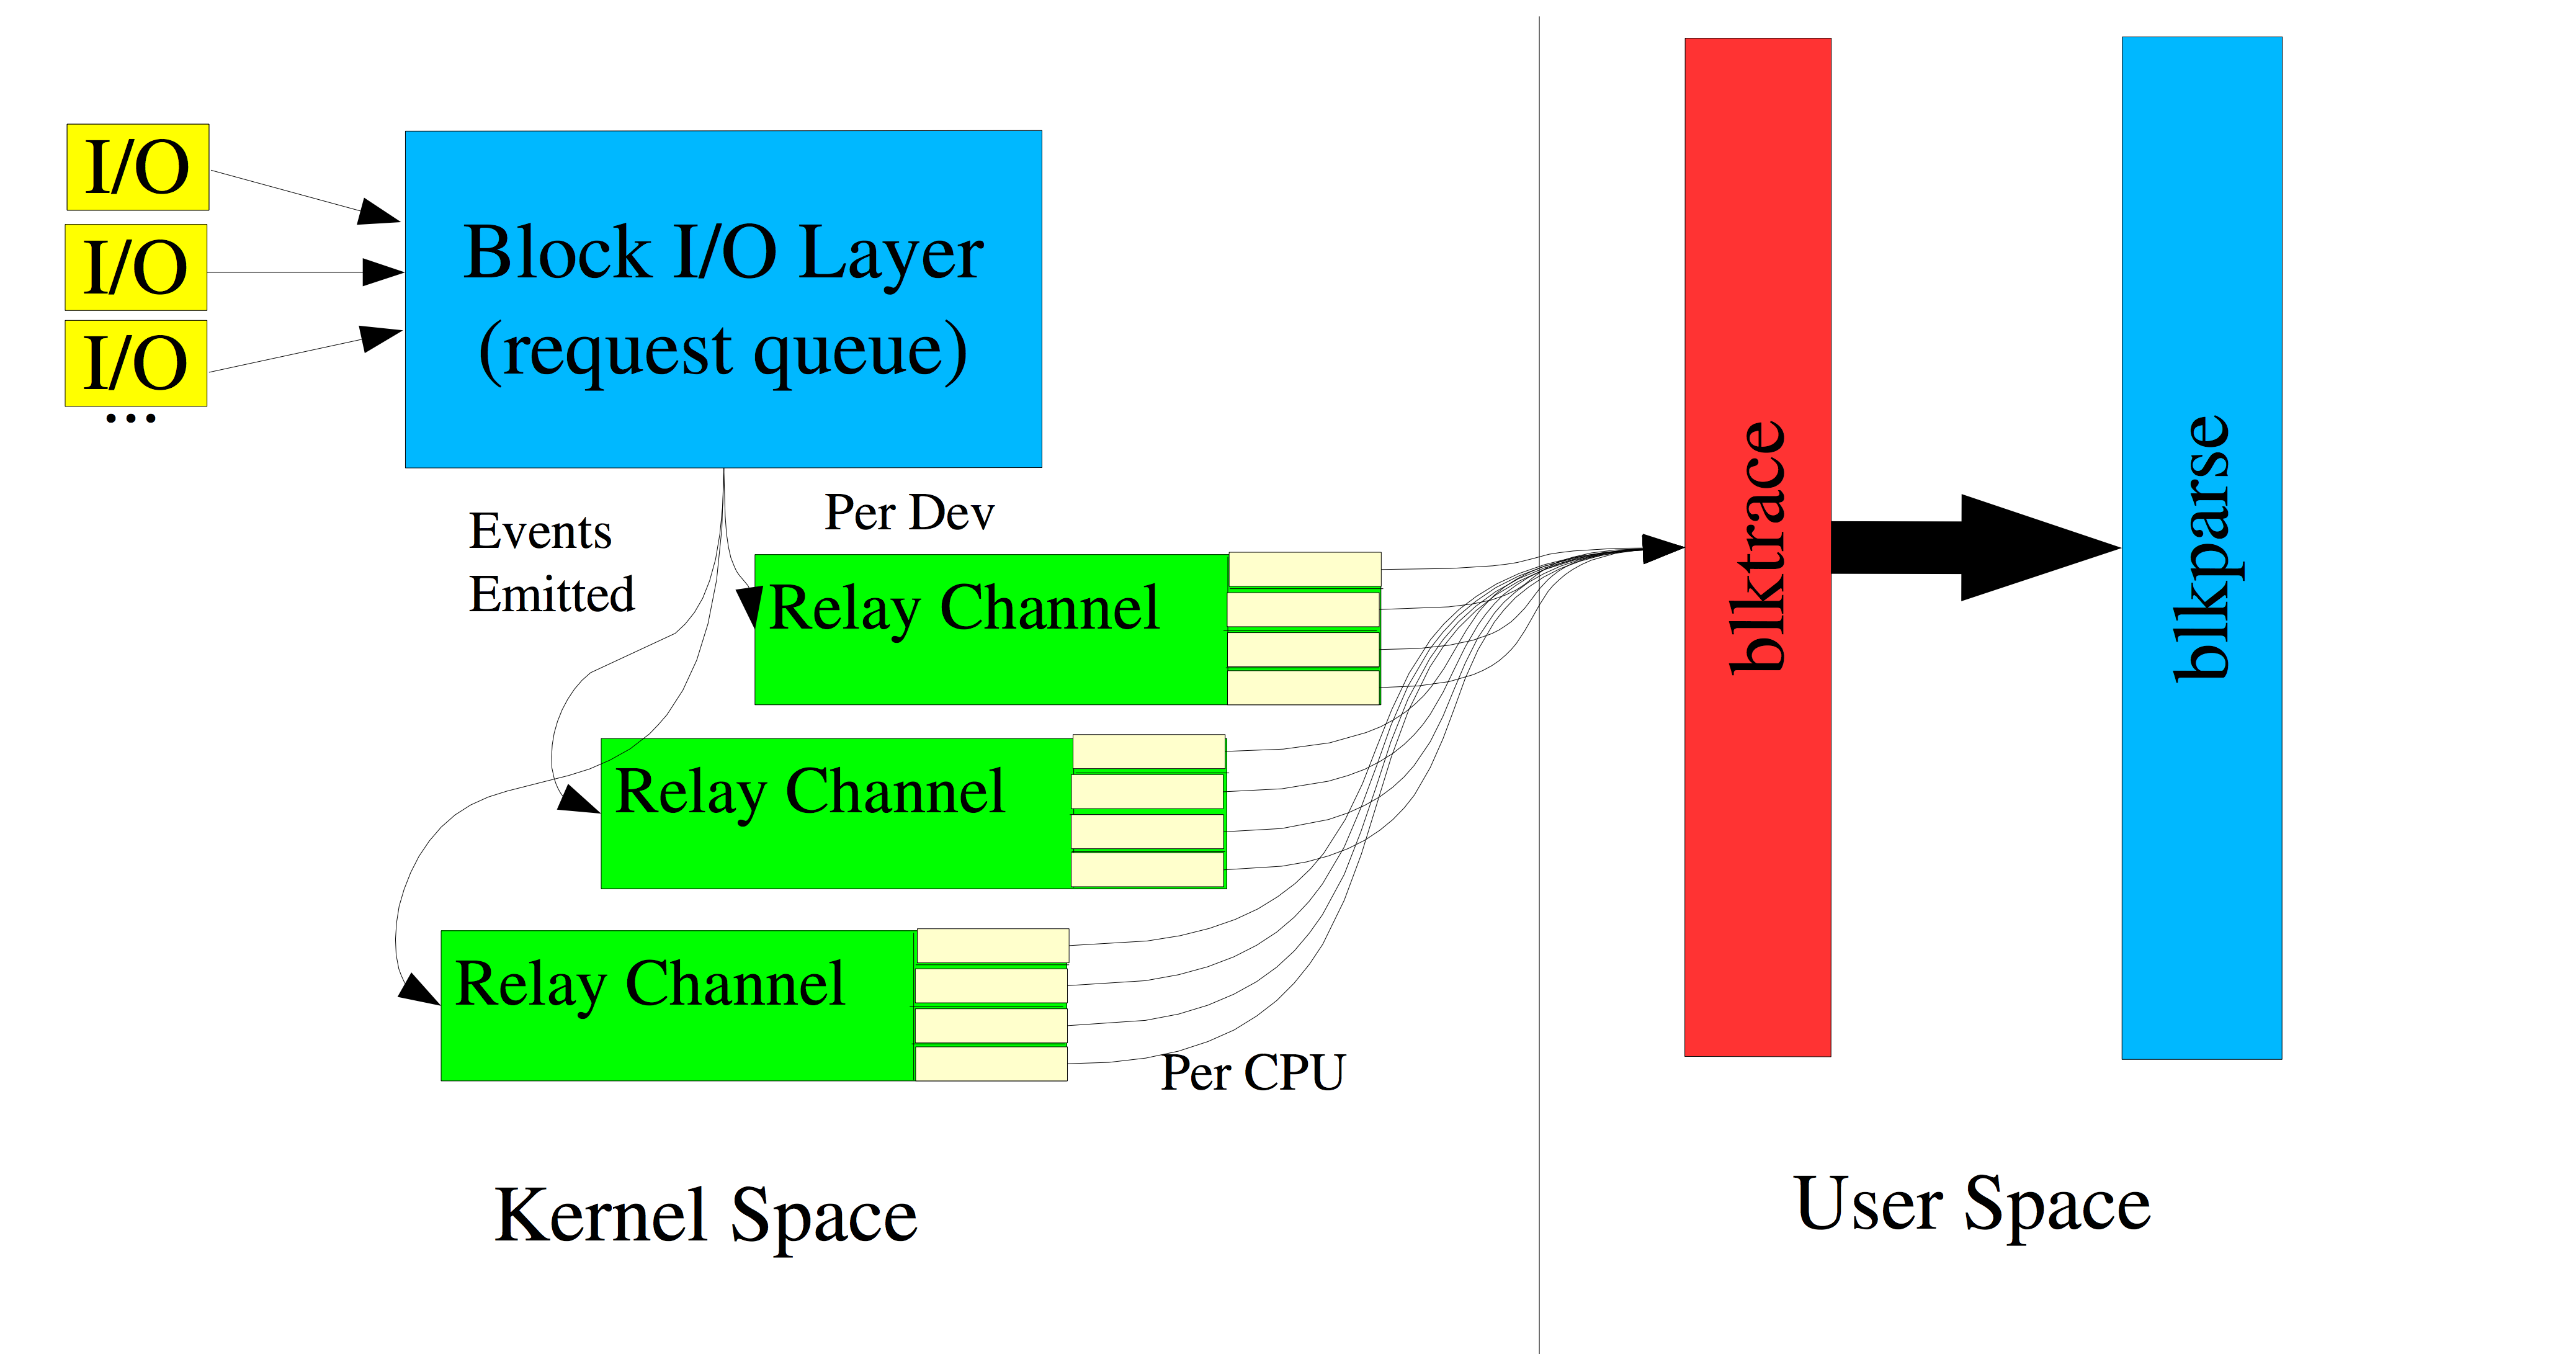 I/O
I/O
I/O
...
Block I/O Layer
(request queue)
Events
Emitted
Per Dev
Relay Channel
Relay Channel
Relay Channel
Per CPU
Kernel Space
blktrace
blkparse
User Space